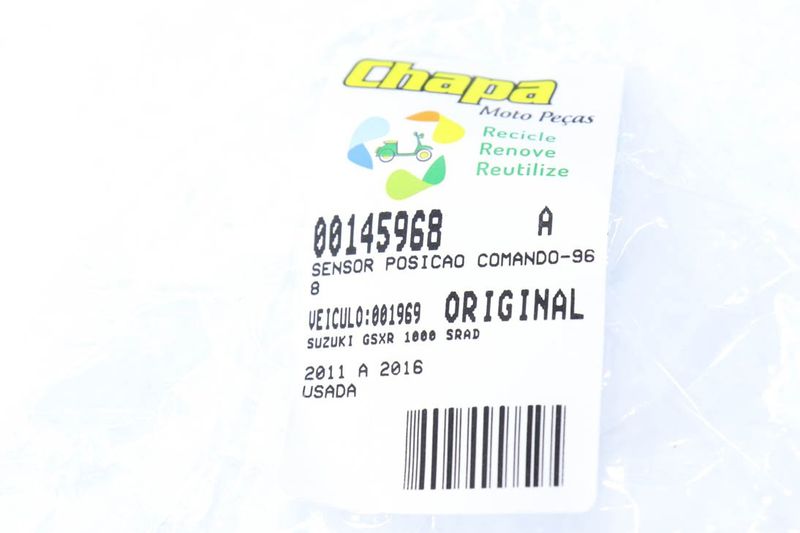 Chapa
Moto Peças
Recicle
Renove
Reutilize
00145968 A
SENSOR POSICAO COMANDO-96
8
VEICULO:001969 ORIGINAL
SUZUKI GSXR 1000 SRAD
2011 A 2016
USADA